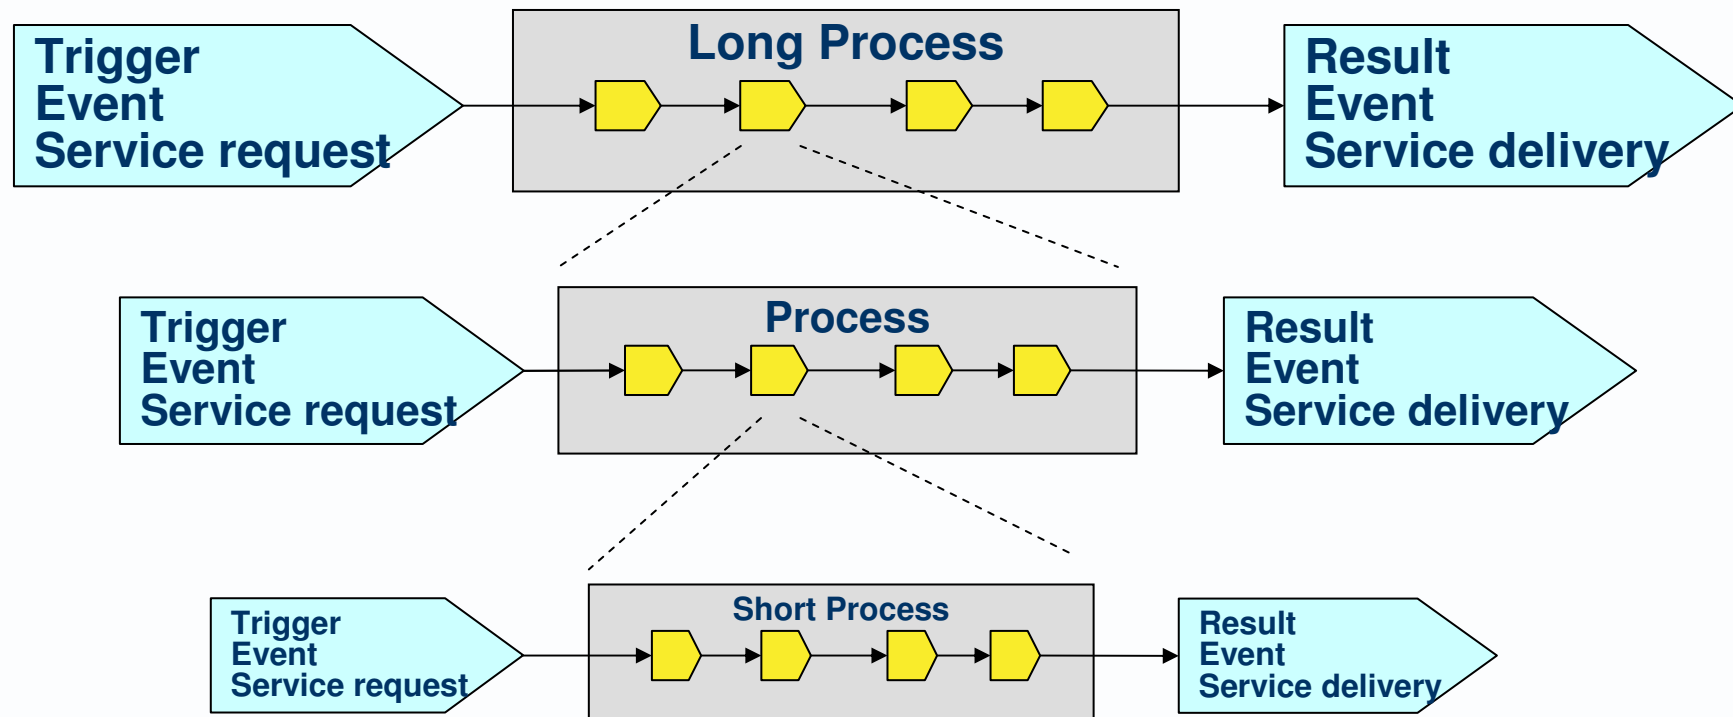 Trigger
Event
Service request
Long Process
Result
Event
Service delivery
Trigger
Event
Service request
Process
Result
Event
Service delivery
Trigger
Event
Service request
Short Process
Result
Event
Service delivery